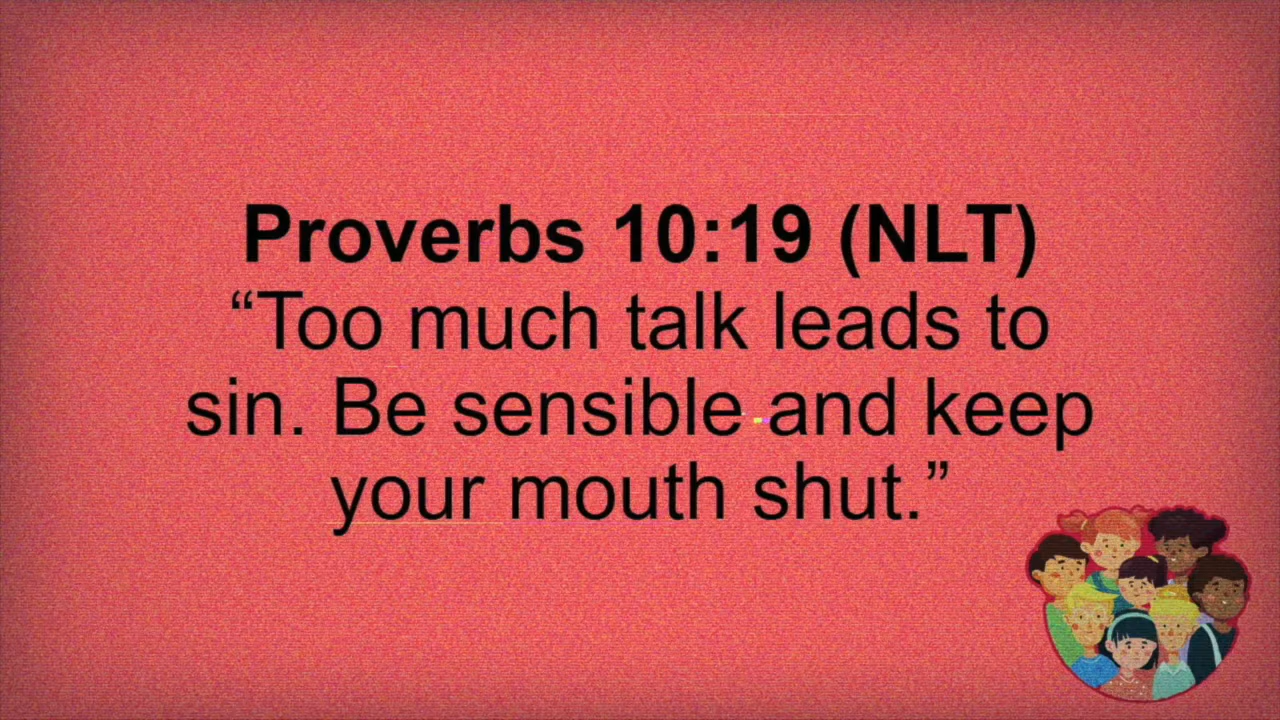 Proverbs 10:19 (NLT)
“Too much talk leads to
sin. Be sensible and keep
your mouth shut.”